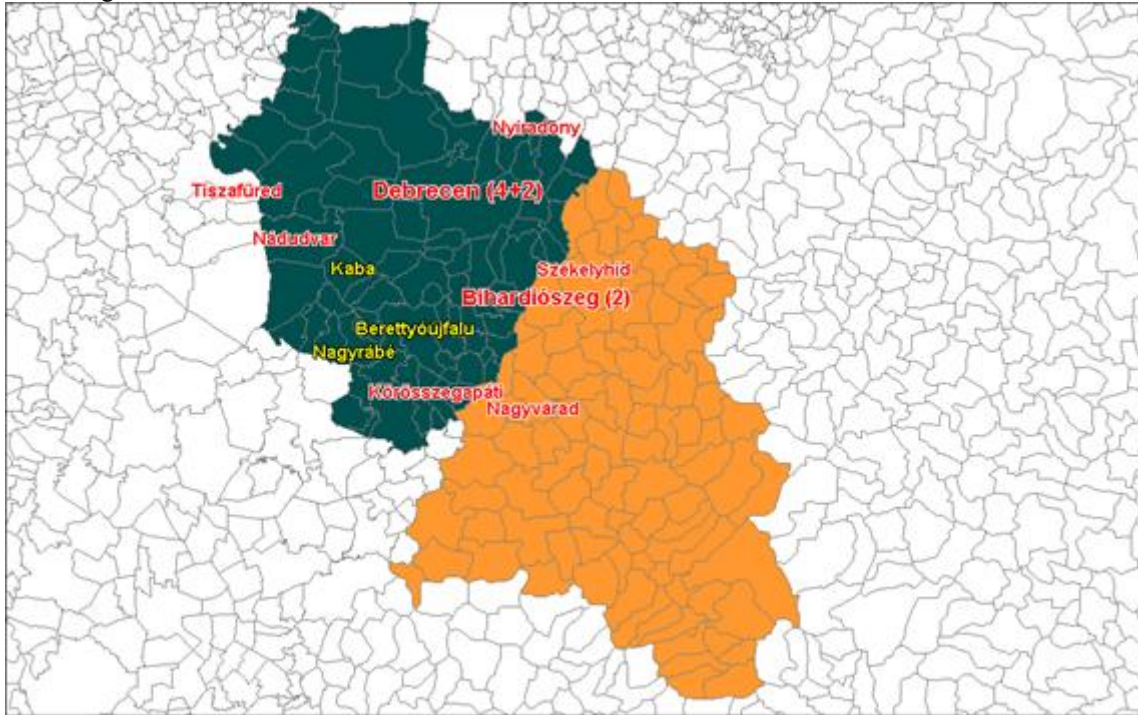 Nyíradony
Debrecen (4+2)
Tiszafüred
Nádudvar
Kaba
Székelyhíd
Bihardiószeg (2)
Berettyóújfalu
Nagyrábé
Körösszegapáti
Nagyvárad